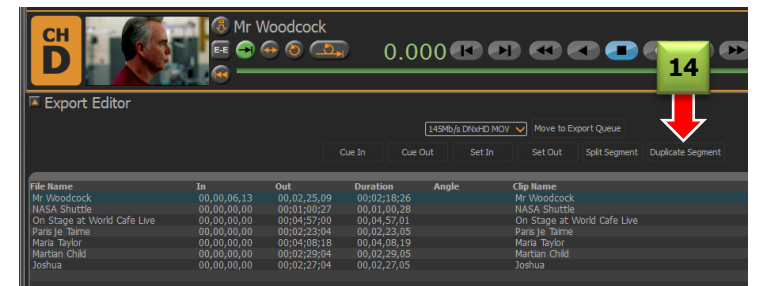 CH
D
Mr Woodcock
E-E
0.000
14
Export Editor
145Mb/s DNxHD MOV Move to Export Queue
Cue In Cue Out Set In Set Out Split Segment Duplicate Segment
File Name In Out Duration Angle Clip Name
Mr Woodcock 00,00,06,13 00,02,25,09 00;02;18;26 Mr Woodcock
NASA Shuttle 00,00,00,00 00;01;00;27 00,01,00,28 NASA Shuttle
On Stage at World Cafe Live 00,00,00,00 00;04;57;00 00,04,57,01 On Stage at World Cafe Live
Paris Je Taime 00,00,00,00 00;02;23;04 00,02,23,05 Paris Je Taime
Maria Taylor 00,00,00,00 00;04;08;18 00,04,08,19 Maria Taylor
Martian Child 00,00,00,00 00;02;29;04 00,02,29,05 Martian Child
Joshua 00,00,00,00 00;02;27;04 00,02,27,05 Joshua